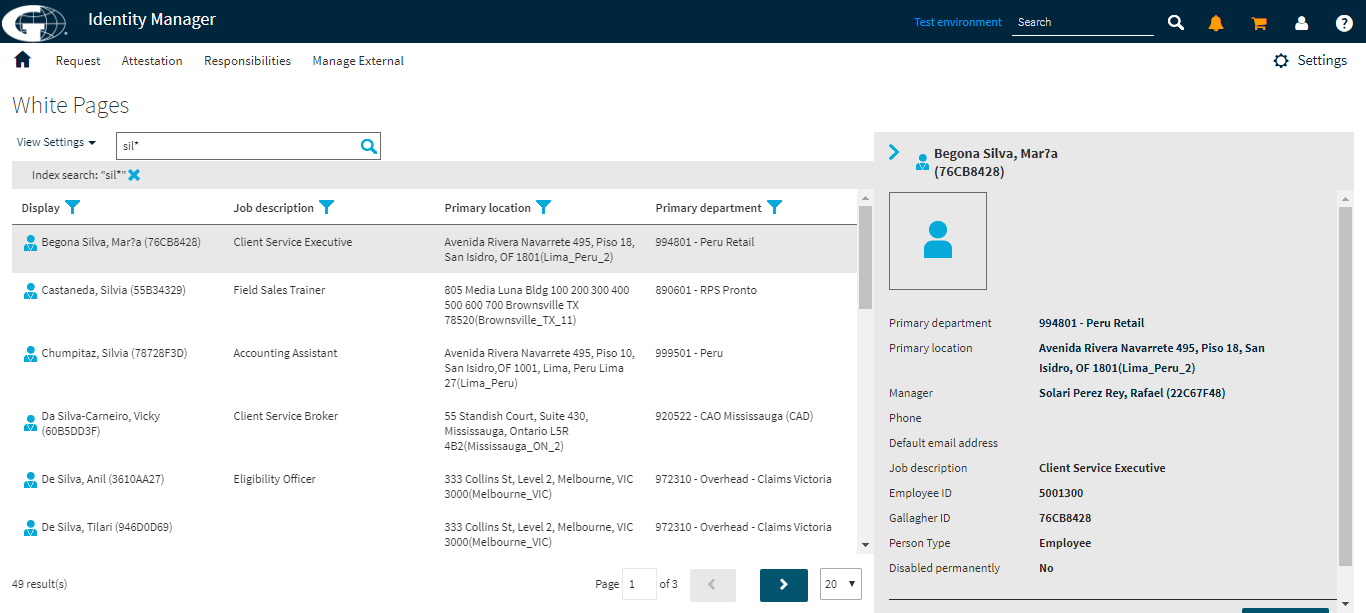 Identity Manager
Test environment
Search
Request Attestation Responsibilities Manage External
Settings
White Pages
View Settings
sil*
Index search: "sil*"
Display Job description Primary location Primary department
Begona Silva, Mar?a (76CB8428)
Client Service Executive
Avenida Rivera Navarrete 495, Piso 18,
San Isidro, OF 1801(Lima_Peru_2)
994801 - Peru Retail
Castaneda, Silvia (55B34329)
Field Sales Trainer
805 Media Luna Bldg 100 200 300 400
500 600 700 Brownsville TX
78520(Brownsville_TX_11)
890601 - RPS Pronto
Chumpitaz, Silvia (78728F3D)
Accounting Assistant
Avenida Rivera Navarrete 495, Piso 10,
San Isidro,OF 1001, Lima, Peru Lima
27(Lima_Peru)
999501 - Peru
Da Silva-Carneiro, Vicky
(60B5DD3F)
Client Service Broker
55 Standish Court, Suite 430,
Mississauga, Ontario L5R
4B2(Mississauga_ON_2)
920522 - CAO Mississauga (CAD)
De Silva, Anil (3610AA27)
Eligibility Officer
333 Collins St, Level 2, Melbourne, VIC
3000(Melbourne_VIC)
972310 - Overhead - Claims Victoria
De Silva, Tilari (946D0D69)
333 Collins St, Level 2, Melbourne, VIC
3000(Melbourne_VIC)
972310 - Overhead - Claims Victoria
49 result(s)
Page 1 of 3
20
Begona Silva, Mar?a
(76CB8428)
Primary department 994801 - Peru Retail
Primary location Avenida Rivera Navarrete 495, Piso 18, San
Isidro, OF 1801(Lima_Peru_2)
Manager Solari Perez Rey, Rafael (22C67F48)
Phone
Default email address
Job description Client Service Executive
Employee ID 5001300
Gallagher ID 76CB8428
Person Type Employee
Disabled permanently No